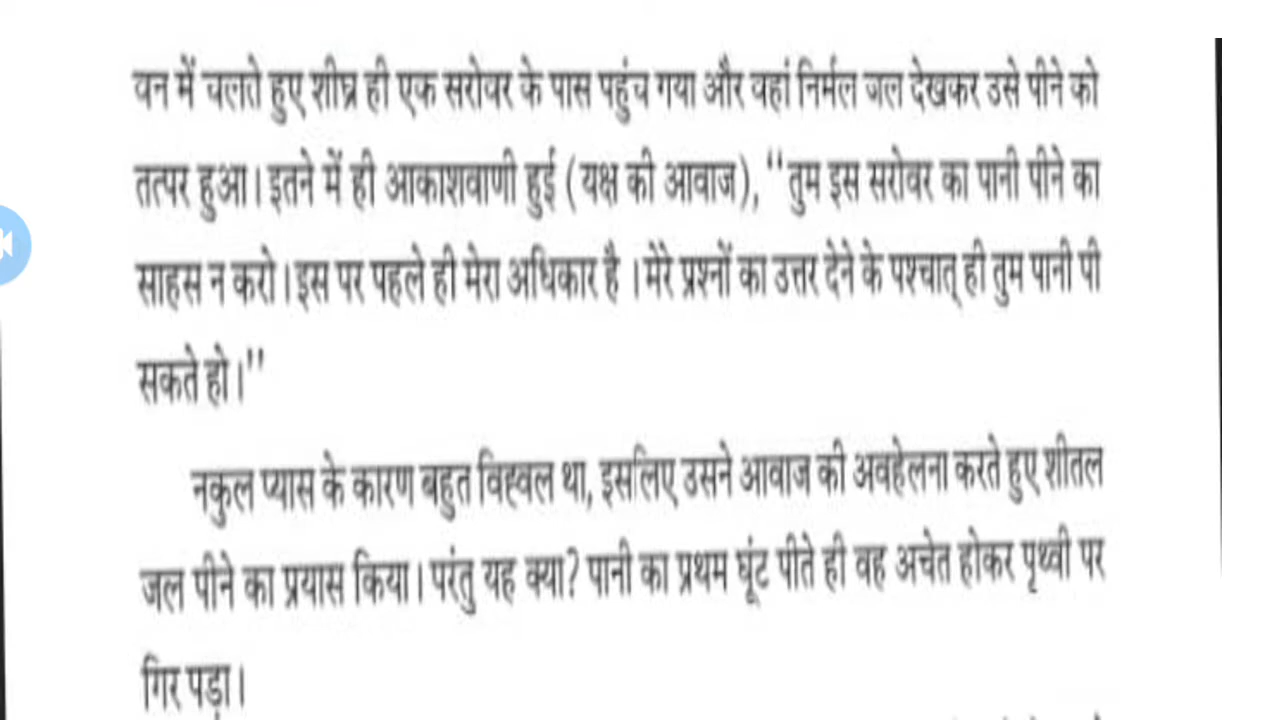 वन में चलते हुए शीघ्र ही एक सरोवर के पास पहुंच गया और वहां निर्मल जल देखकर उसे पीने को
तत्पर हुआ। इतने में ही आकाशवाणी हुई (यक्ष की आवाज), "तुम इस सरोवर का पानी पीने का
साहस न करो। इस पर पहले ही मेरा अधिकार है । मेरे प्रश्नों का उत्तर देने के पश्चात् ही तुम पानी पी
सकते हो।"
नकुल प्यास के कारण बहुत विह्वल था, इसलिए उसने आवाज की अवहेलना करते हुए शीतल
जल पीने का प्रयास किया। परंतु यह क्या? पानी का प्रथम घूंट पीते ही वह अचेत होकर पृथ्वी पर
गिर पड़ा।